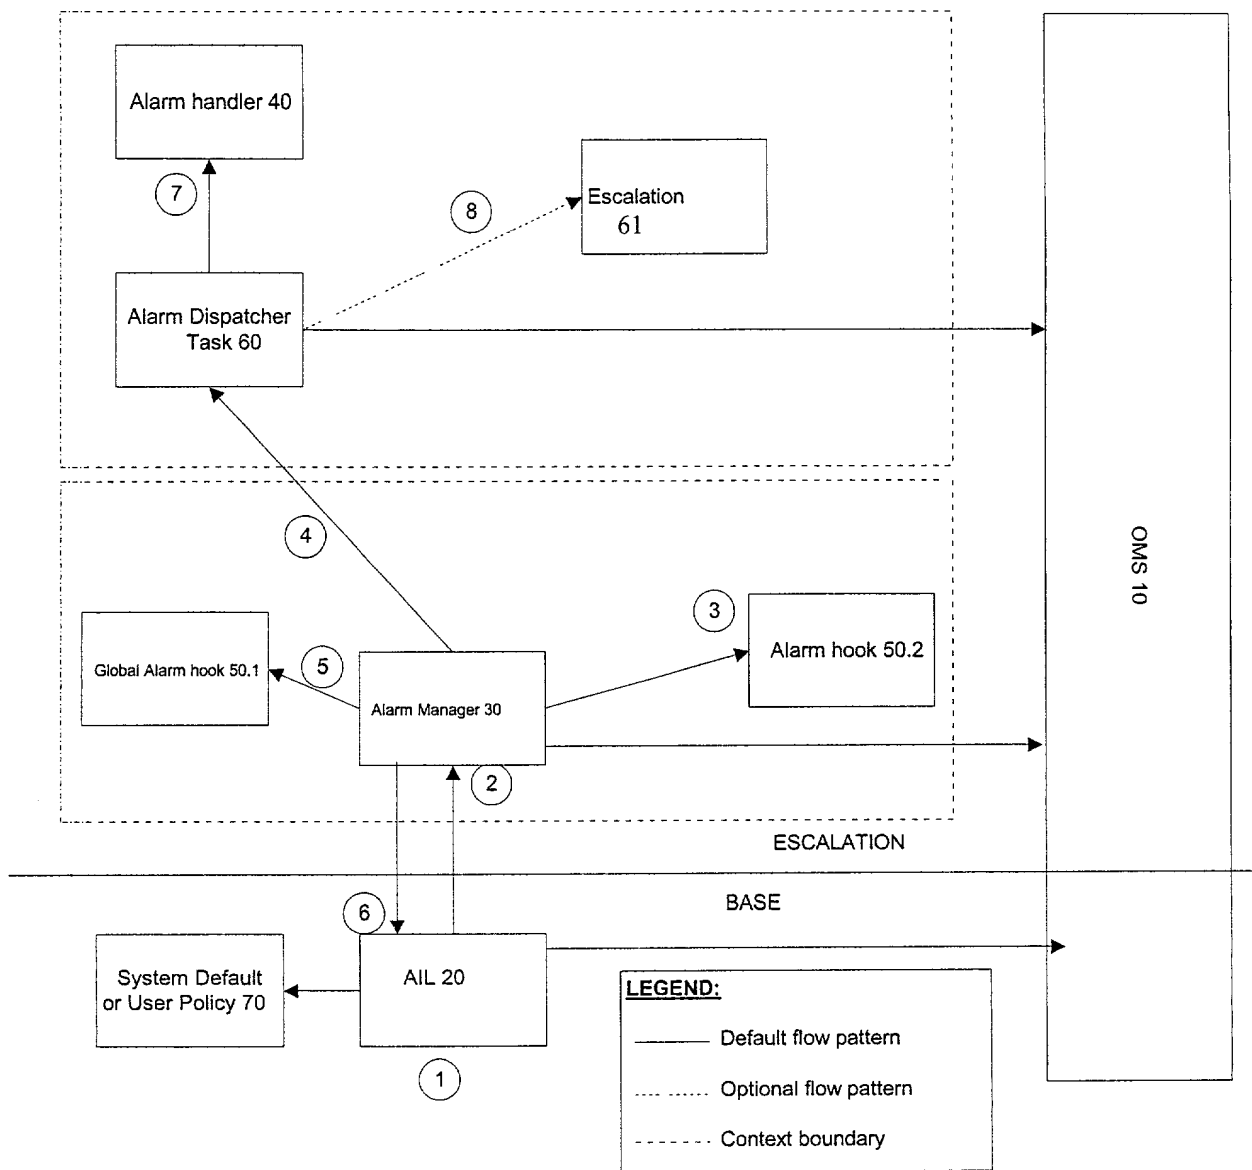 Alarm handler 40
7
8
Escalation
61
Alarm Dispatcher
Task 60
4
OMS 10
3
Alarm hook 50.2
Global Alarm hook 50.1
5
Alarm Manager 30
2
ESCALATION
BASE
6
System Default
or User Policy 70
AIL 20
1
LEGEND:
Default flow pattern
Optional flow pattern
Context boundary